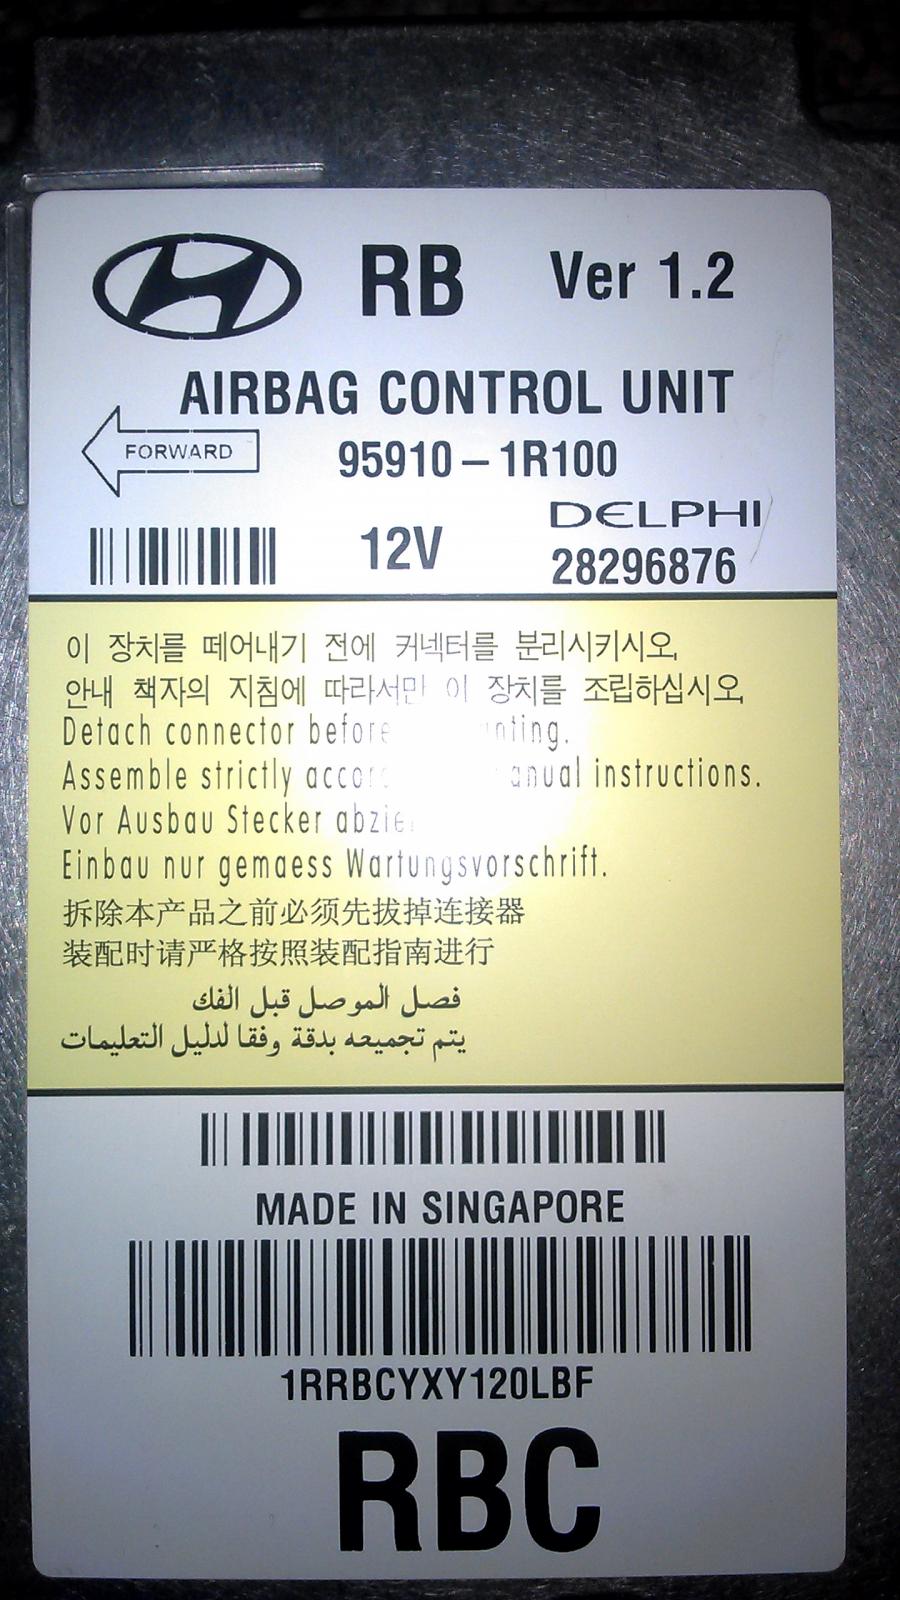 RB Ver 1.2
AIRBAG CONTROL UNIT
FORWARD
95910-1R100
DELPHI
12V
28296876
이 장치를 떼어내기 전에 커넥터를 분리시키시오.
안내 책자의 지침에 따라서만 이 장치를 조립하십시오.
Detach connector before
Assemble strictly instructions.
Vor Ausbau Stecker
Einbau nur gemaess Wartungsvorschrift.
拆除本产品之前必须先拔掉连接器
装配时请严格按照装配指南进行
فصل الموصل قبل الفك
يتم تجميعه بدقة وفقا لدليل التعليمات
MADE IN SINGAPORE
1RRBCYXY120LBF
RBC